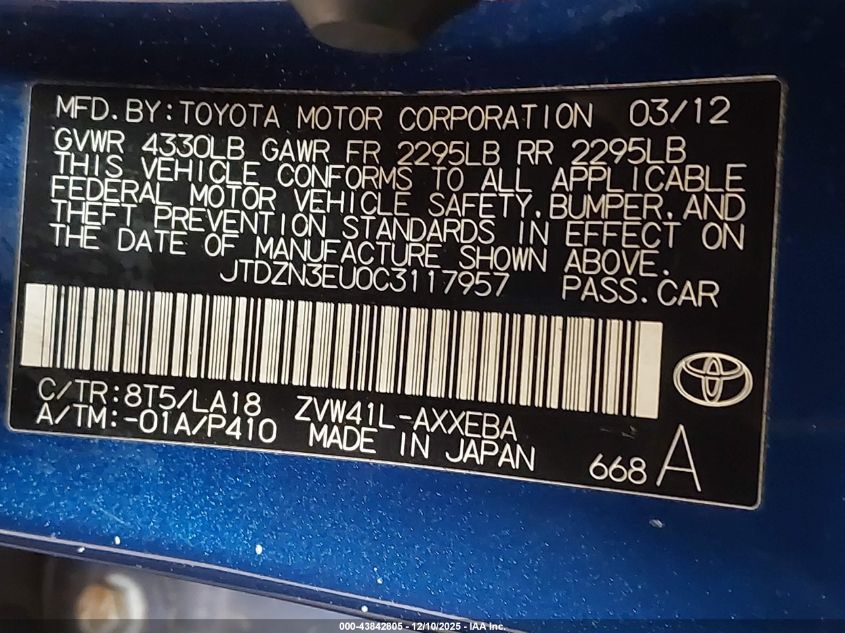 MFD. BY: TOYOTA MOTOR CORPORATION 03/12
GVWR 4330LB GAWR FR 2295LB RR 2295LB
THIS VEHICLE CONFORMS TO ALL APPLICABLE
FEDERAL MOTOR VEHICLE SAFETY, BUMPER, AND
THEFT PREVENTION STANDARDS IN EFFECT ON
THE DATE OF MANUFACTURE SHOWN ABOVE.
JTDZN3EU0C3117957 PASS. CAR
C/TR: 8T5/LA18 ZVW41L-AXXEBA
A/TM: -01A/P410 MADE IN JAPAN
668 A
000-43842805 - 12/10/2025 - IAA Inc.